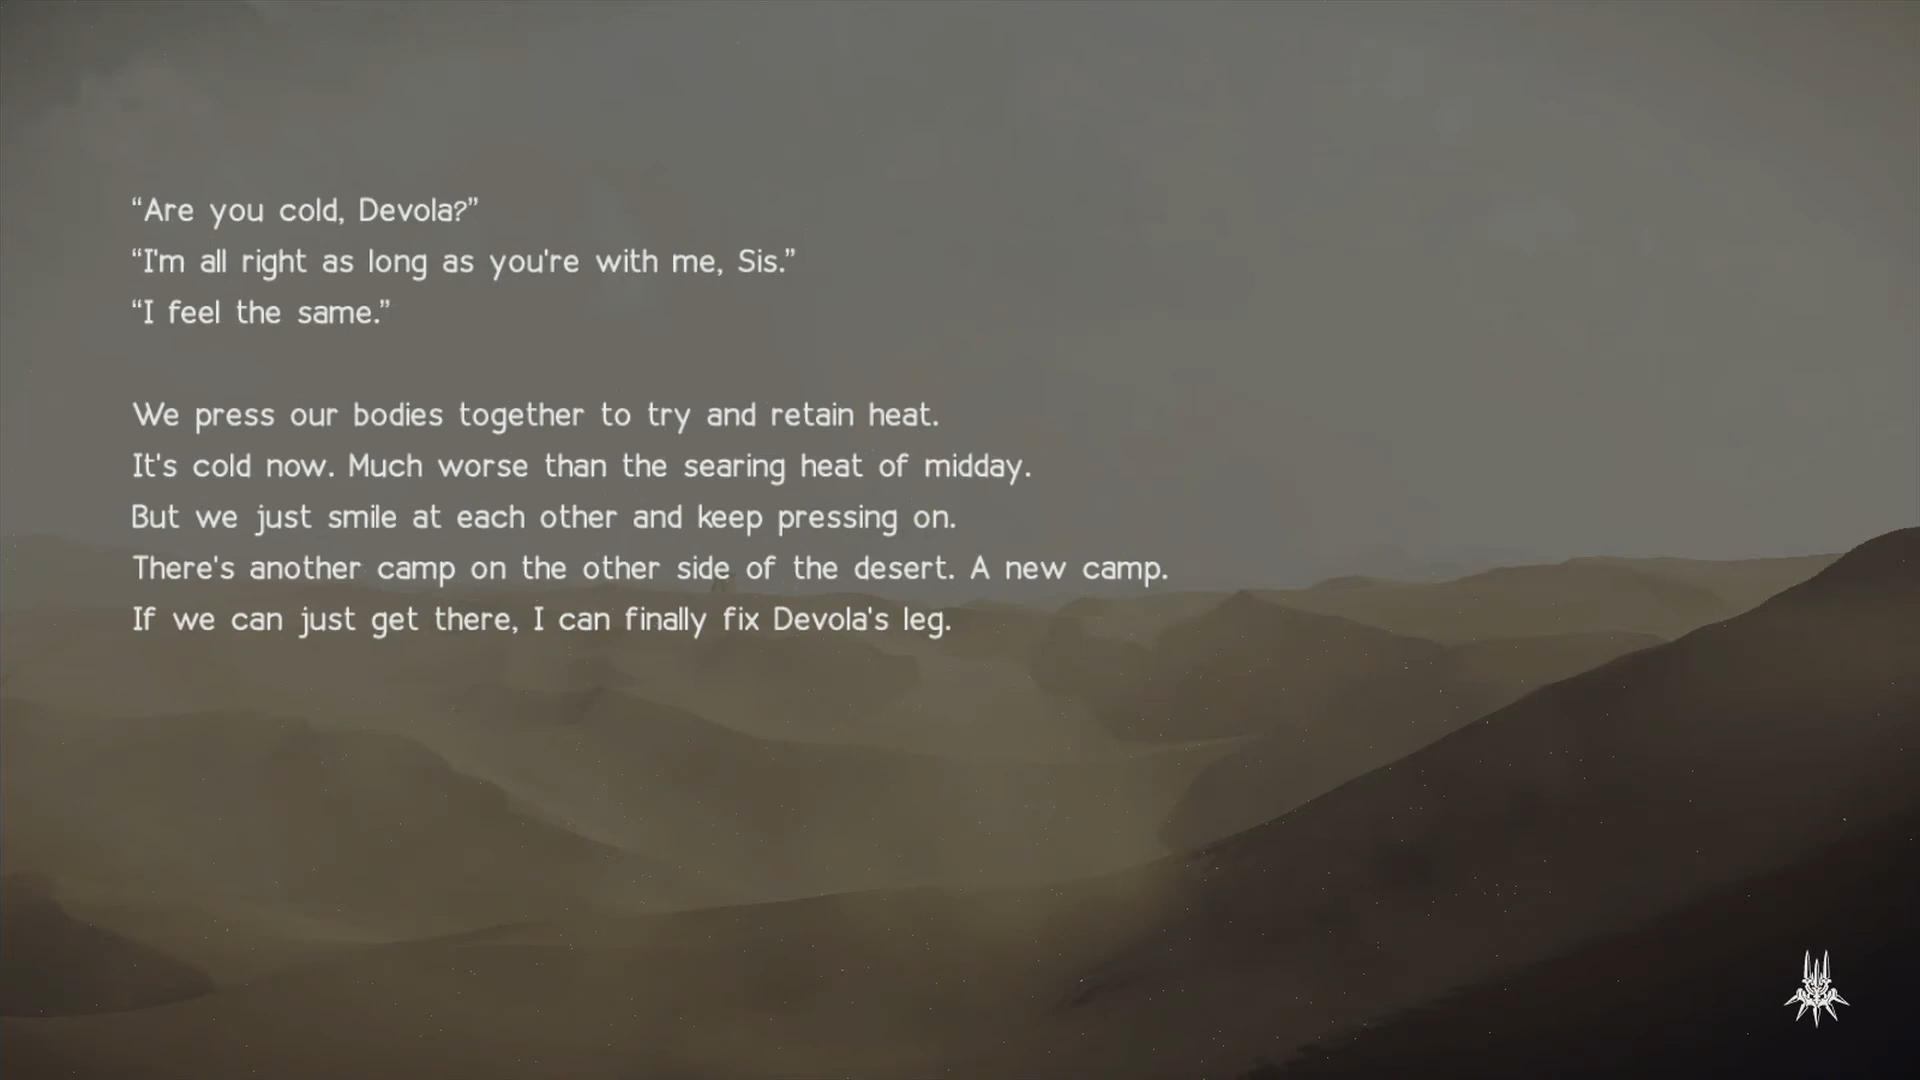 “Are you cold, Devola?”
“I'm all right as long as you're with me, Sis.”
“I feel the same.”
We press our bodies together to try and retain heat.
It's cold now. Much worse than the searing heat of midday.
But we just smile at each other and keep pressing on.
There's another camp on the other side of the desert. A new camp.
If we can just get there, I can finally fix Devola's leg.